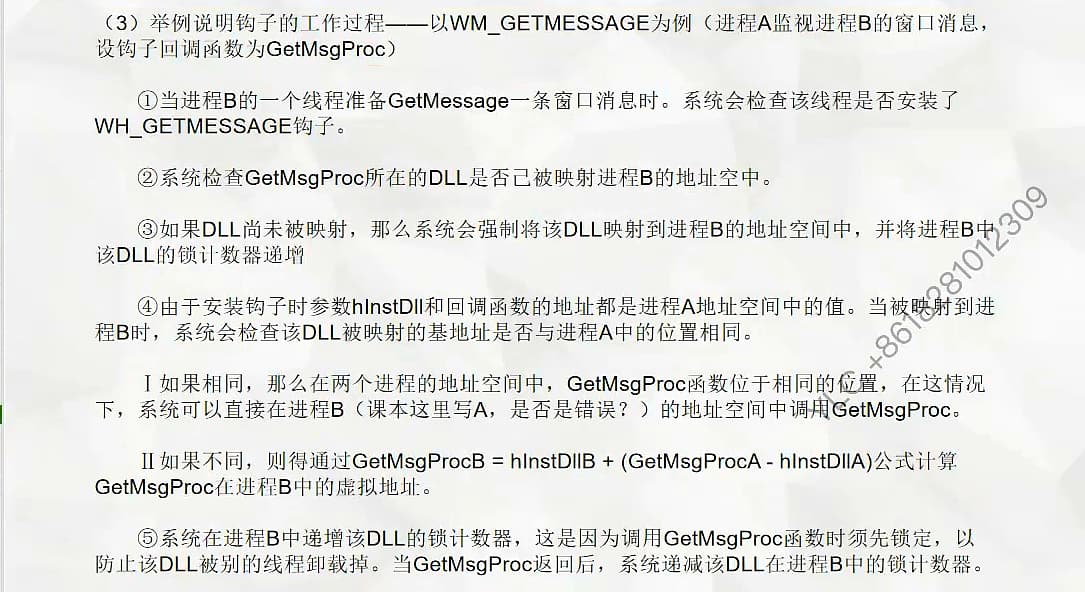 （3）举例说明钩子的工作过程——以WM_GETMESSAGE为例（进程A监视进程B的窗口消息，
设钩子回调函数为GetMsgProc）
①当进程B的一个线程准备GetMessage一条窗口消息时。系统会检查该线程是否安装了
WH_GETMESSAGE钩子。
②系统检查GetMsgProc所在的DLL是否己被映射进程B的地址空中。
③如果DLL尚未被映射，那么系统会强制将该DLL映射到进程B的地址空间中，并将进程B中
该DLL的锁计数器递增
④由于安装钩子时参数hInstDll和回调函数的地址都是进程A地址空间中的值。当被映射到进
程B时，系统会检查该DLL被映射的基地址是否与进程A中的位置相同。
Ⅰ如果相同，那么在两个进程的地址空间中，GetMsgProc函数位于相同的位置，在这情况
下，系统可以直接在进程B（课本这里写A，是否是错误？）的地址空间中调用GetMsgProc。
Ⅱ如果不同，则得通过GetMsgProcB = hInstDllB + (GetMsgProcA - hInstDllA)公式计算
GetMsgProc在进程B中的虚拟地址。
⑤系统在进程B中递增该DLL的锁计数器，这是因为调用GetMsgProc函数时须先锁定，以
防止该DLL被别的线程卸载掉。当GetMsgProc返回后，系统递减该DLL在进程B中的锁计数器。
+8618281012309